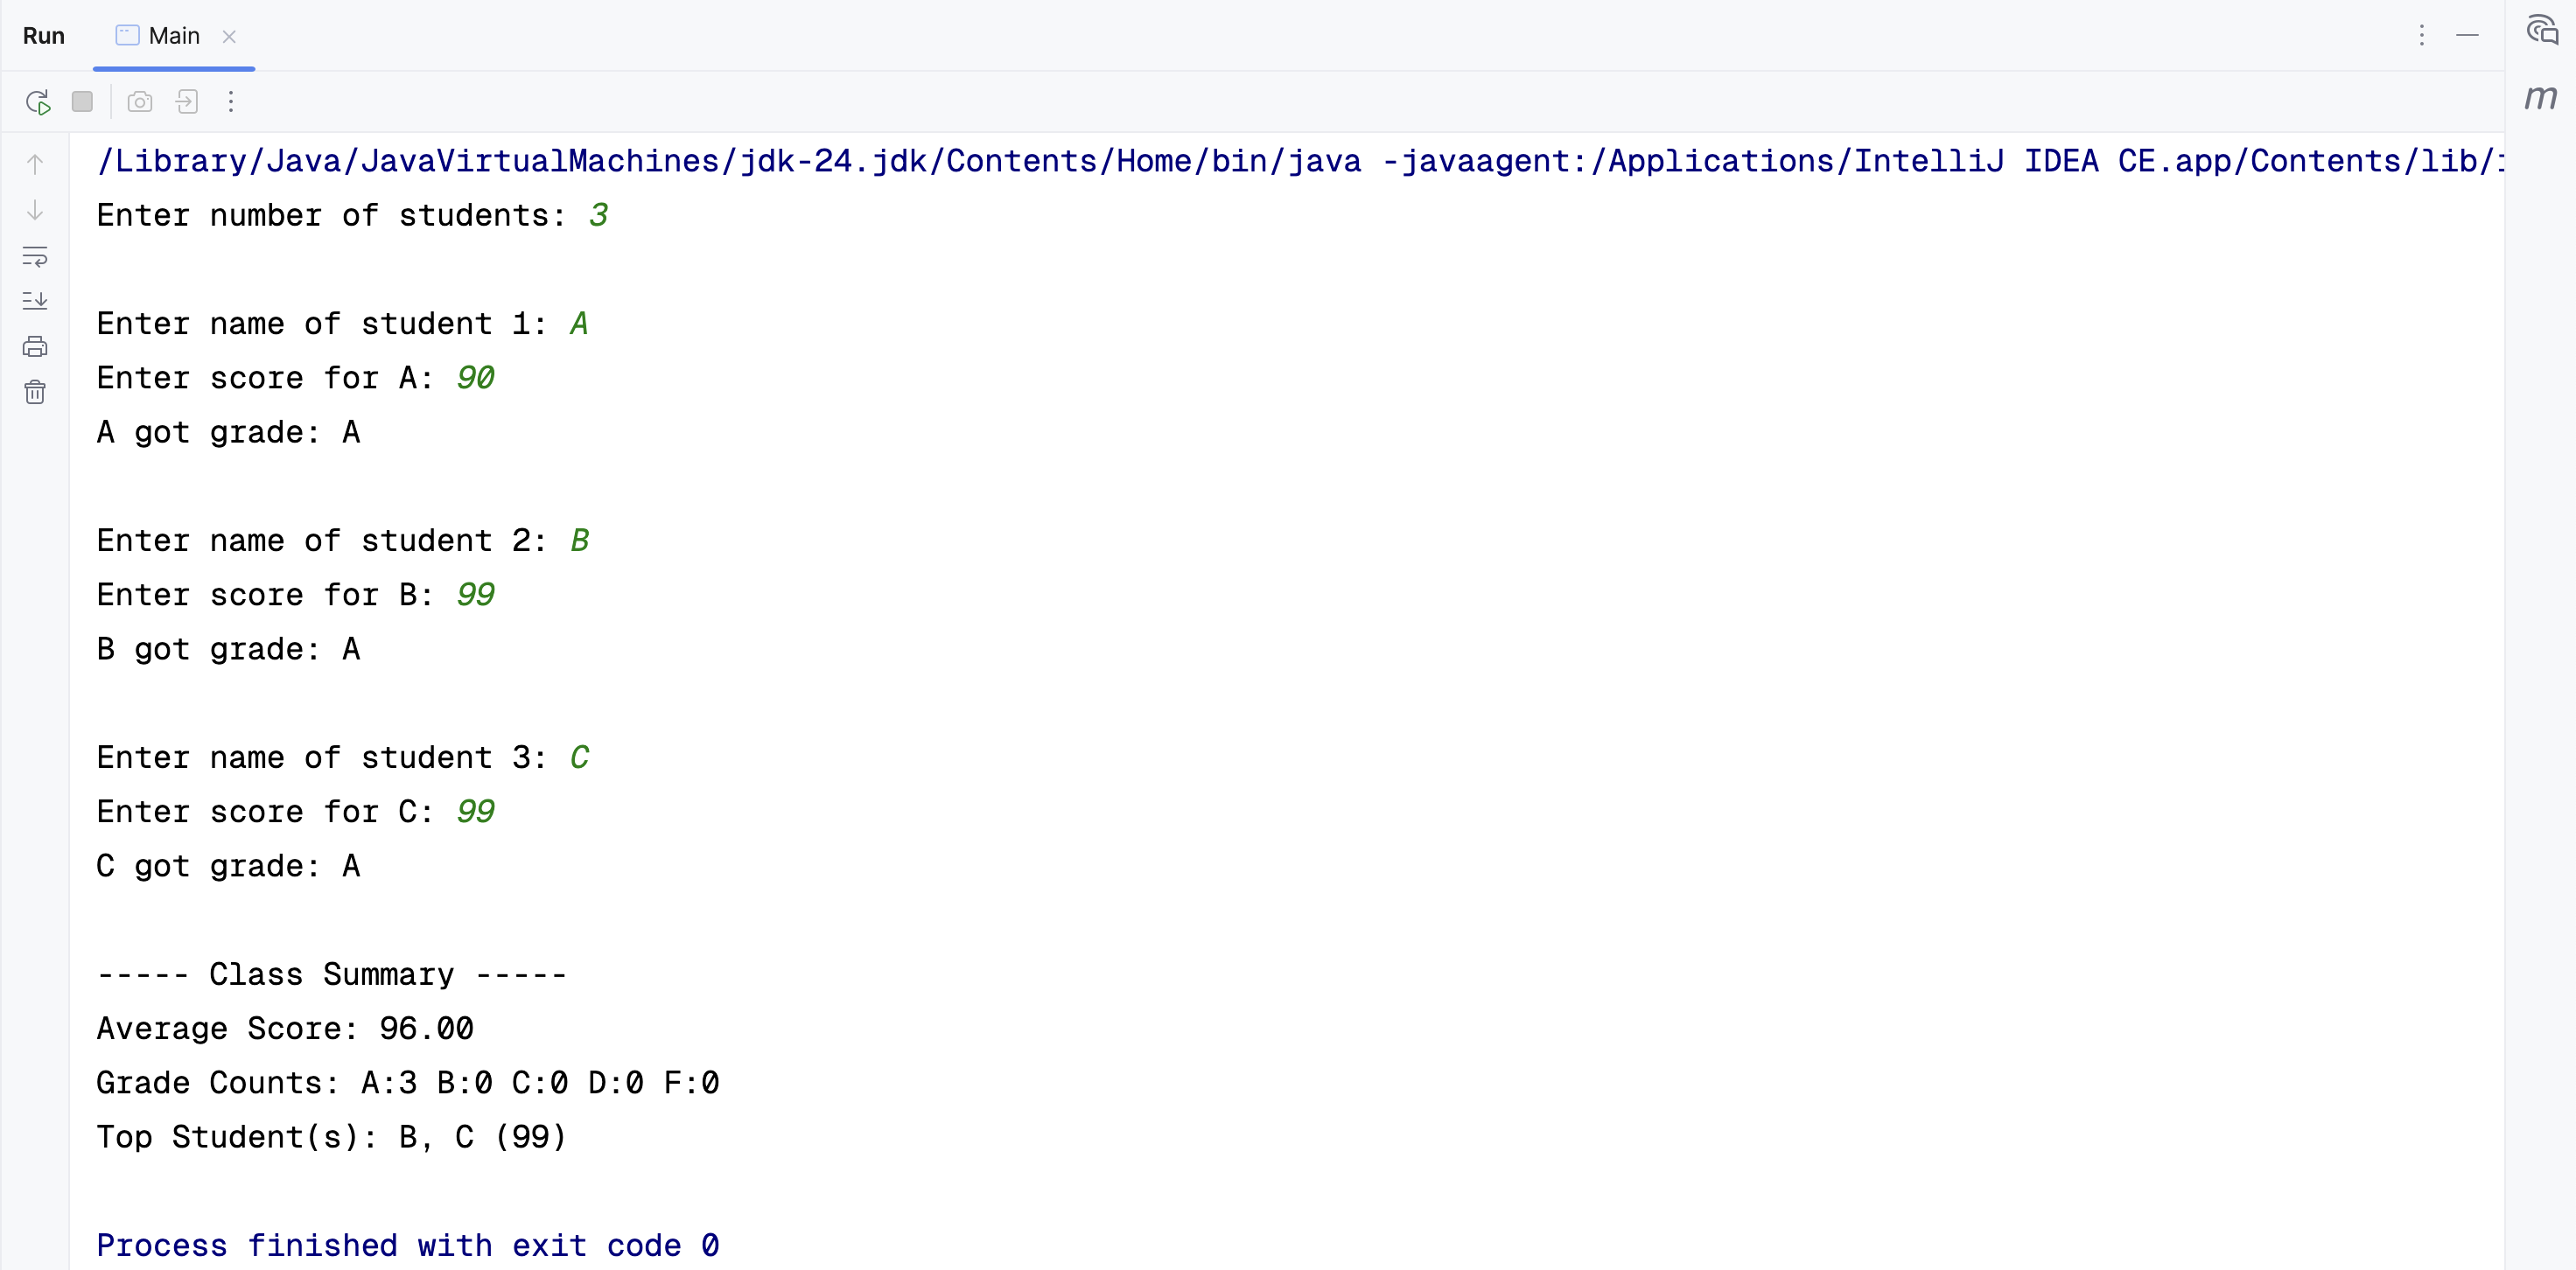 Run Main
m
/Library/Java/JavaVirtualMachines/jdk-24.jdk/Contents/Home/bin/java -javaagent:/Applications/IntelliJ IDEA CE.app/Contents/lib/
Enter number of students: 3
Enter name of student 1: A
Enter score for A: 90
A got grade: A
Enter name of student 2: B
Enter score for B: 99
B got grade: A
Enter name of student 3: C
Enter score for C: 99
C got grade: A
----- Class Summary -----
Average Score: 96.00
Grade Counts: A:3 B:0 C:0 D:0 F:0
Top Student(s): B, C (99)
Process finished with exit code 0